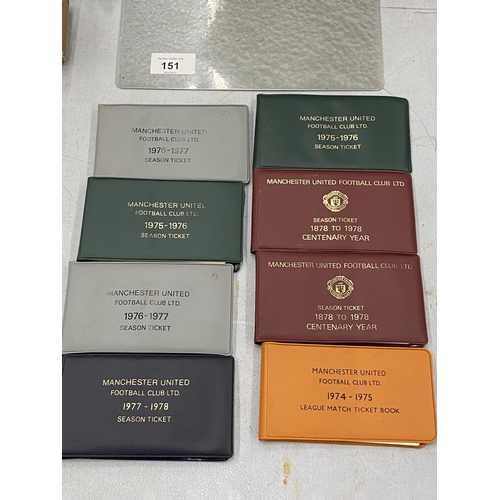 151
MANCHESTER UNITED
FOOTBALL CLUB LTD.
1976-1977
SEASON TICKET
MANCHESTER UNITED
FOOTBALL CLUB LTD.
1975-1976
SEASON TICKET
MANCHESTER UNITED
FOOTBALL CLUB LTD.
1976-1977
SEASON TICKET
MANCHESTER UNITED
FOOTBALL CLUB LTD.
1977-1978
SEASON TICKET
MANCHESTER UNITED
FOOTBALL CLUB LTD.
1975-1976
SEASON TICKET
MANCHESTER UNITED FOOTBALL CLUB LTD
SEASON TICKET
1878 TO 1978
CENTENARY YEAR
MANCHESTER UNITED FOOTBALL CLUB LTD
SEASON TICKET
1878 TO 1978
CENTENARY YEAR
MANCHESTER UNITED
FOOTBALL CLUB LTD.
1974-1975
LEAGUE MATCH TICKET BOOK